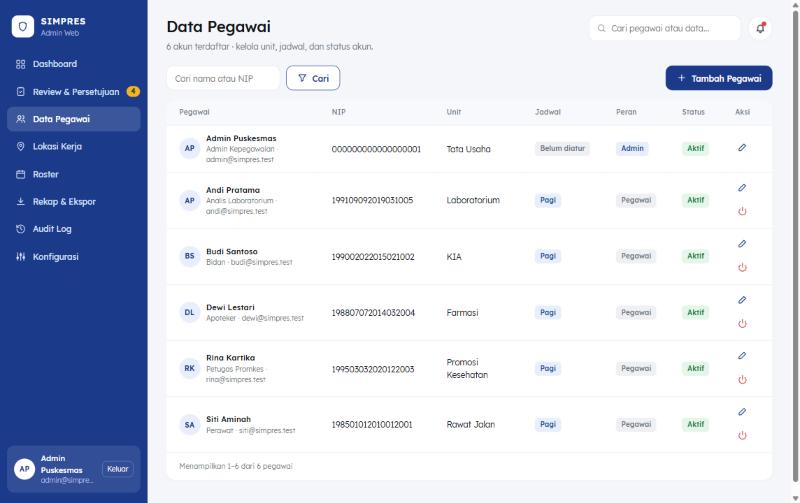 SIMPRES
Admin Web
Dashboard
Review & Persetujuan 4
Data Pegawai
Lokasi Kerja
Roster
Rekap & Ekspor
Audit Log
Konfigurasi
AP
Admin Puskesmas
admin@simpre...
Keluar
Data Pegawai
6 akun terdaftar · kelola unit, jadwal, dan status akun.
Cari pegawai atau data...
Cari nama atau NIP
Cari
+ Tambah Pegawai
Pegawai NIP Unit Jadwal Peran Status Aksi
AP Admin Puskesmas
Admin Kepegawaian ·
admin@simpres.test
000000000000000001 Tata Usaha Belum diatur Admin Aktif
AP Andi Pratama
Analis Laboratorium ·
andi@simpres.test
199109092019031005 Laboratorium Pagi Pegawai Aktif
BS Budi Santoso
Bidan · budi@simpres.test
199002022015021002 KIA Pagi Pegawai Aktif
DL Dewi Lestari
Apoteker · dewi@simpres.test
198807072014032004 Farmasi Pagi Pegawai Aktif
RK Rina Kartika
Petugas Promkes ·
rina@simpres.test
199503032020122003 Promosi Kesehatan Pagi Pegawai Aktif
SA Siti Aminah
Perawat · siti@simpres.test
198501012010012001 Rawat Jalan Pagi Pegawai Aktif
Menampilkan 1–6 dari 6 pegawai